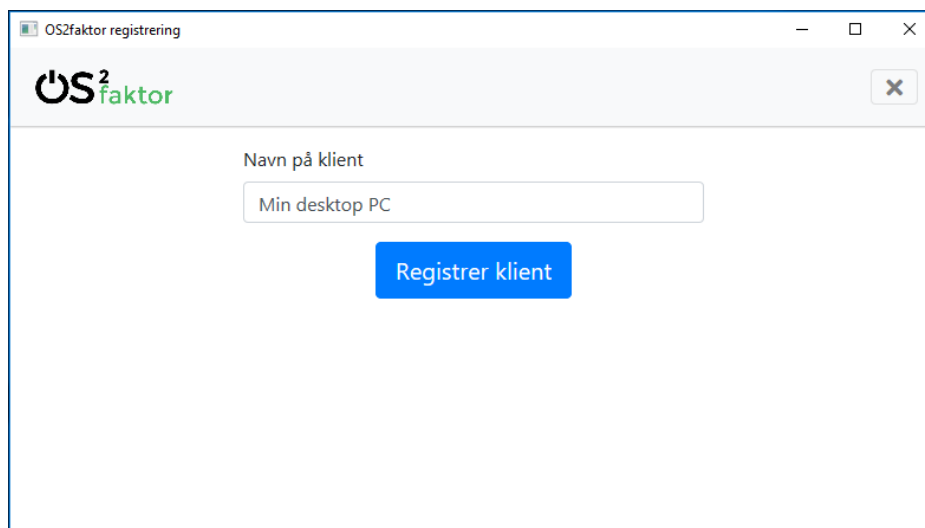 OS2faktor registrering
OS2faktor
Navn på klient
Min desktop PC
Registrer klient